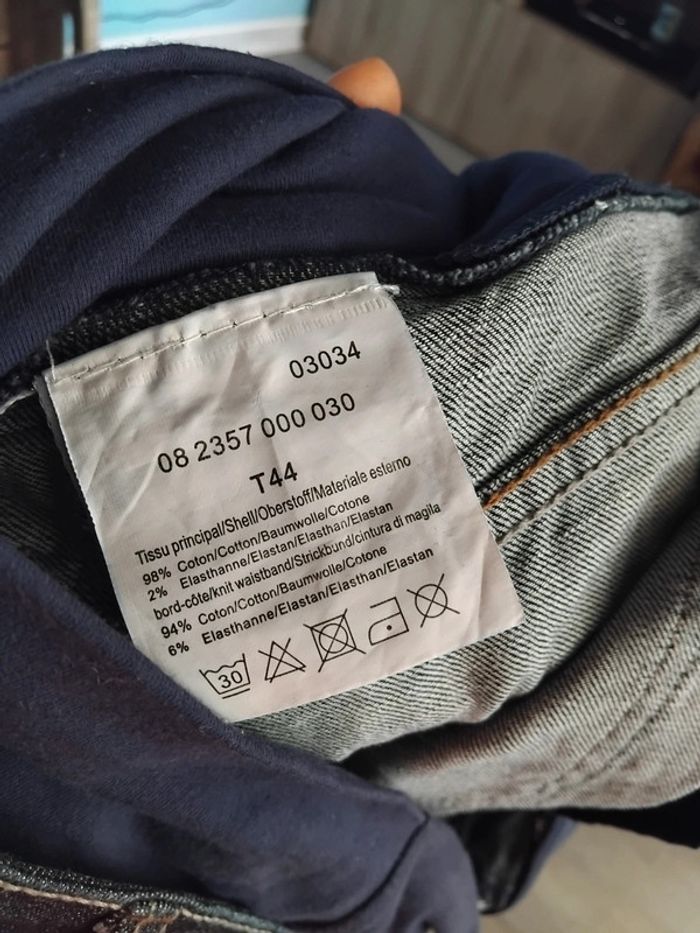 03034
08 2357 000 030
T44
Tissu principal/Shell/Oberstoff/Materiale esterno
98% Coton/Cotton/Baumwolle/Cotone
2% Elasthanne/Elastan/Elasthan/Elastan
bord-côte/knit waistband/Strickbund/cintura di magila
94% Coton/Cotton/Baumwolle/Cotone
6% Elasthanne/Elastan/Elasthan/Elastan
30